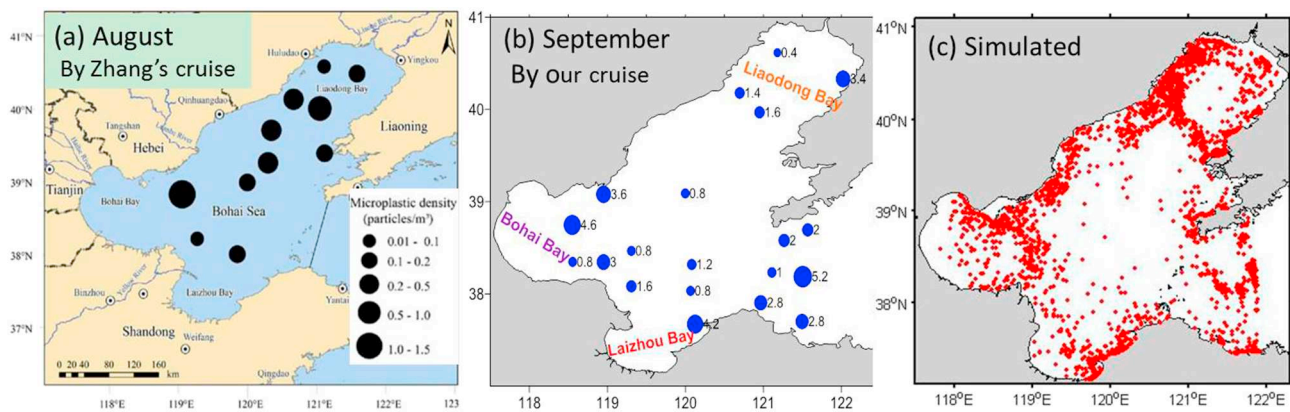 (a) August
By Zhang's cruise
41°N
40°N
39°N
38°N
37°N
N
Huludao
Yingkou
Liaodong Bay
Qinhuangdao
Tangshan
Hebei
Liaoning
Tianjin
Bohai Bay
Bohai Sea
Binzhou
Laizhou Bay
Shandong
Weifang
Qingdao
Microplastic density
(particles/m³)
0.01 - 0.1
0.1 - 0.2
0.2 - 0.5
0.5 - 1.0
1.0 - 1.5
0 20 40 80 120 160
km
118°E
119°E
120°E
121°E
122°E
(b) September
By our cruise
41
40
39
38
0.4
Liaodong Bay
3.4
1.4
1.6
3.6
0.8
4.6
Bohai Bay
2
2
0.8
0.8
3
1.2
1
5.2
1.6
0.8
2.8
4.2
2.8
Laizhou Bay
118
119
120
121
122
(c) Simulated
41°N
40°N
39°N
38°N
118°E
119°E
120°E
121°E
122°E